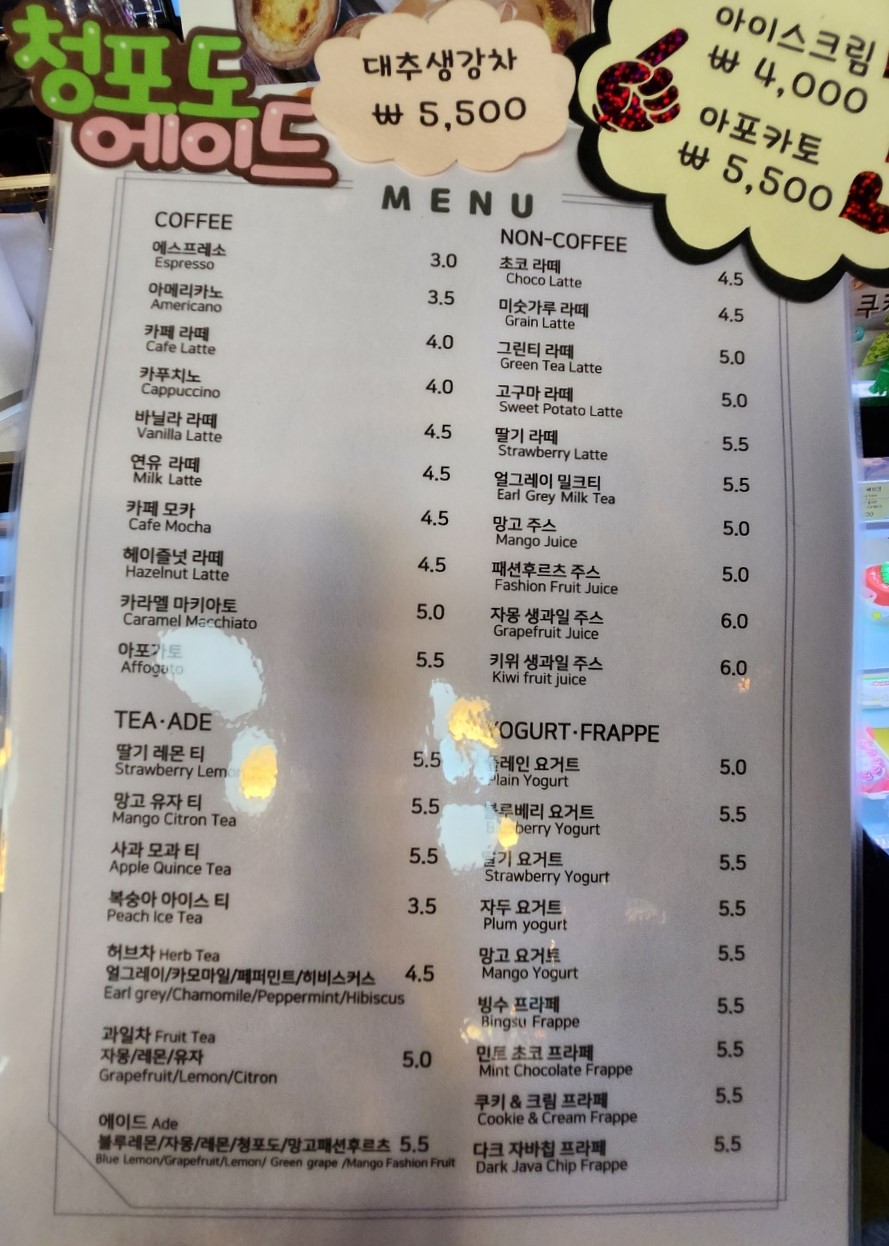 청포도
에이드
대추생강차
₩ 5,500
아이스크림
₩ 4,000
아포카토
₩ 5,500
MENU
COFFEE
에스프레소 3.0
Espresso
아메리카노 3.5
Americano
카페 라떼 4.0
Cafe Latte
카푸치노 4.0
Cappuccino
바닐라 라떼 4.5
Vanilla Latte
연유 라떼 4.5
Milk Latte
카페 모카 4.5
Cafe Mocha
헤이즐넛 라떼 4.5
Hazelnut Latte
카라멜 마키아토 5.0
Caramel Macchiato
아포가토 5.5
Affogato
TEA·ADE
딸기 레몬 티 5.5
Strawberry Lemon
망고 유자 티 5.5
Mango Citron Tea
사과 모과 티 5.5
Apple Quince Tea
복숭아 아이스 티 3.5
Peach Ice Tea
허브차 Herb Tea
얼그레이/카모마일/페퍼민트/히비스커스 4.5
Earl grey/Chamomile/Peppermint/Hibiscus
과일차 Fruit Tea
자몽/레몬/유자 5.0
Grapefruit/Lemon/Citron
에이드 Ade
블루레몬/자몽/레몬/청포도/망고패션후르츠 5.5
Blue Lemon/Grapefruit/Lemon/ Green grape /Mango Fashion Fruit
NON-COFFEE
초코 라떼 4.5
Choco Latte
미숫가루 라떼 4.5
Grain Latte
그린티 라떼 5.0
Green Tea Latte
고구마 라떼 5.0
Sweet Potato Latte
딸기 라떼 5.5
Strawberry Latte
얼그레이 밀크티 5.5
Earl Grey Milk Tea
망고 주스 5.0
Mango Juice
패션후르츠 주스 5.0
Fashion Fruit Juice
자몽 생과일 주스 6.0
Grapefruit Juice
키위 생과일 주스 6.0
Kiwi fruit juice
YOGURT·FRAPPE
플레인 요거트 5.0
Plain Yogurt
블루베리 요거트 5.5
Blueberry Yogurt
딸기 요거트 5.5
Strawberry Yogurt
자두 요거트 5.5
Plum yogurt
망고 요거트 5.5
Mango Yogurt
빙수 프라페 5.5
Bingsu Frappe
민트 초코 프라페 5.5
Mint Chocolate Frappe
쿠키 & 크림 프라페 5.5
Cookie & Cream Frappe
다크 자바칩 프라페 5.5
Dark Java Chip Frappe